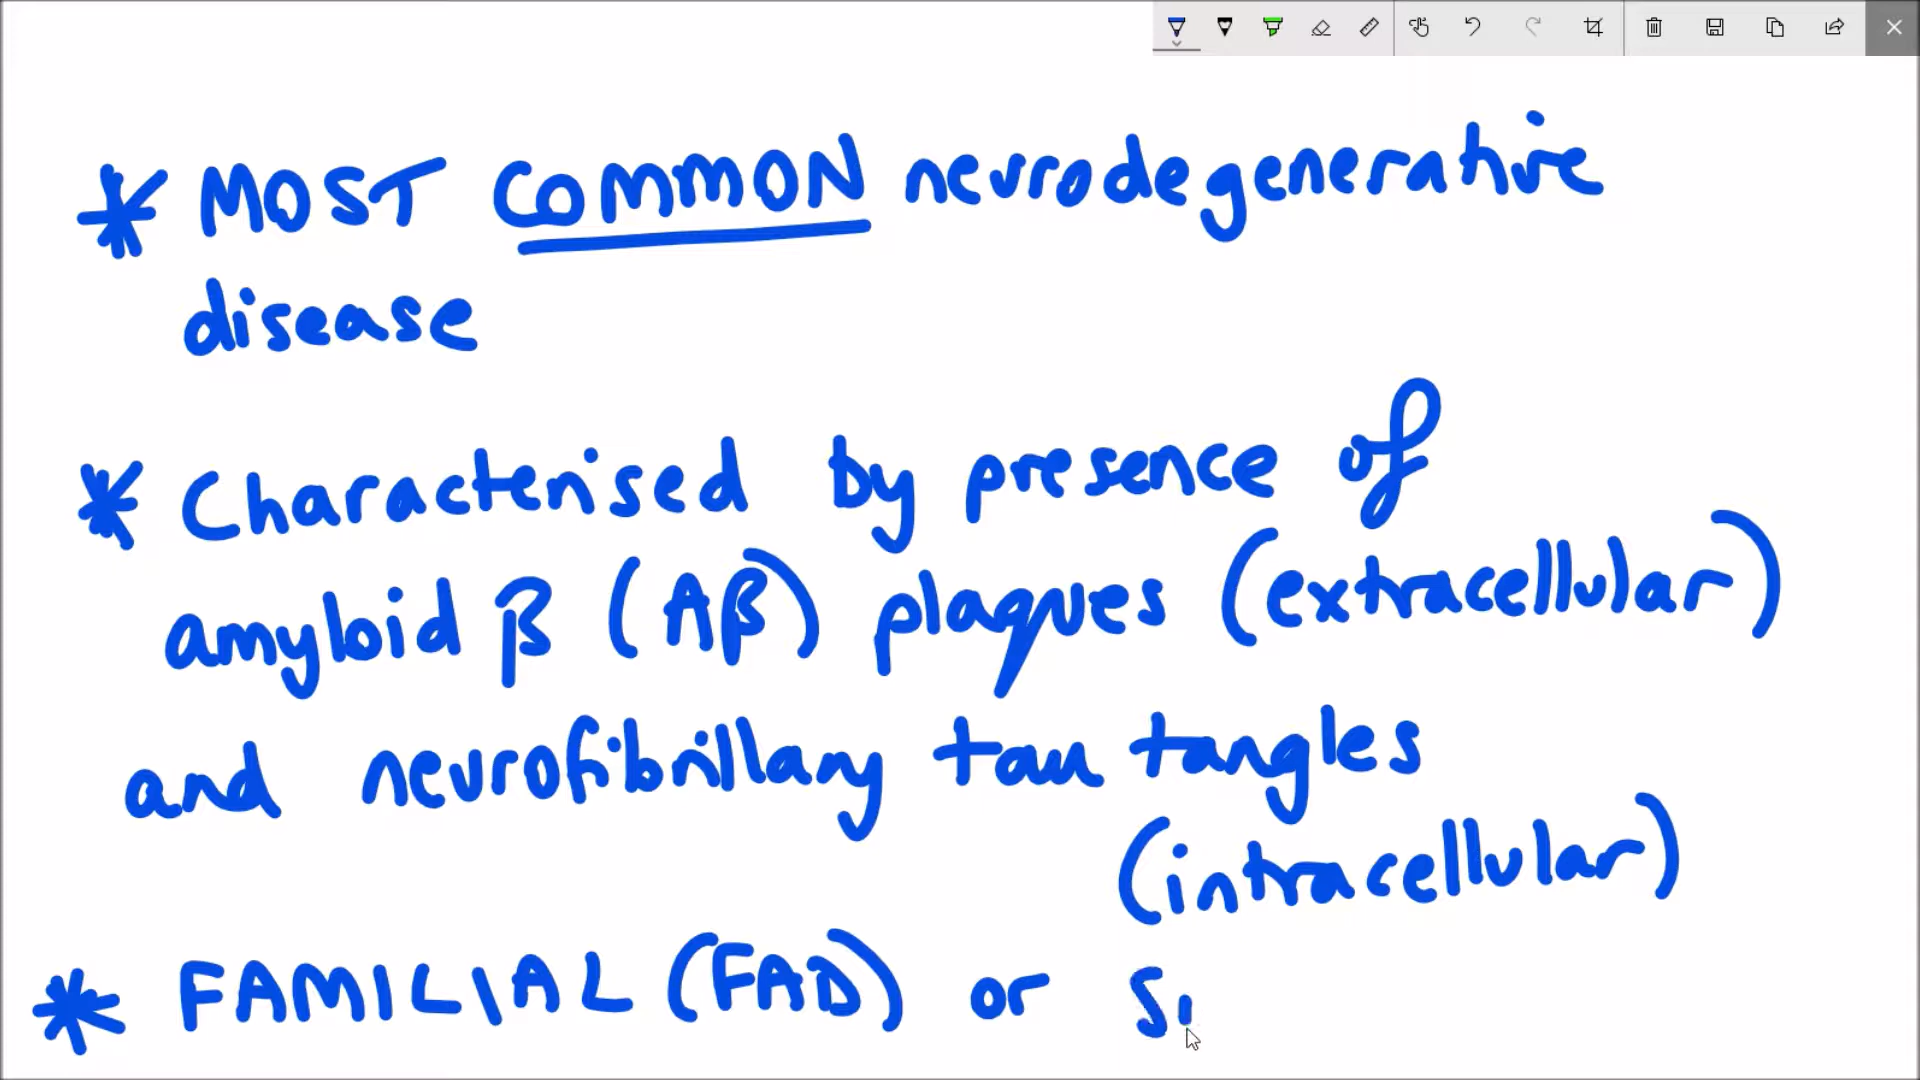 * MOST COMMON neurodegenerative
disease
* Characterised by presence of
amyloid β (Aβ) plaques (extracellular)
and neurofibrillary tau tangles
(intracellular)
* FAMILIAL (FAD) or